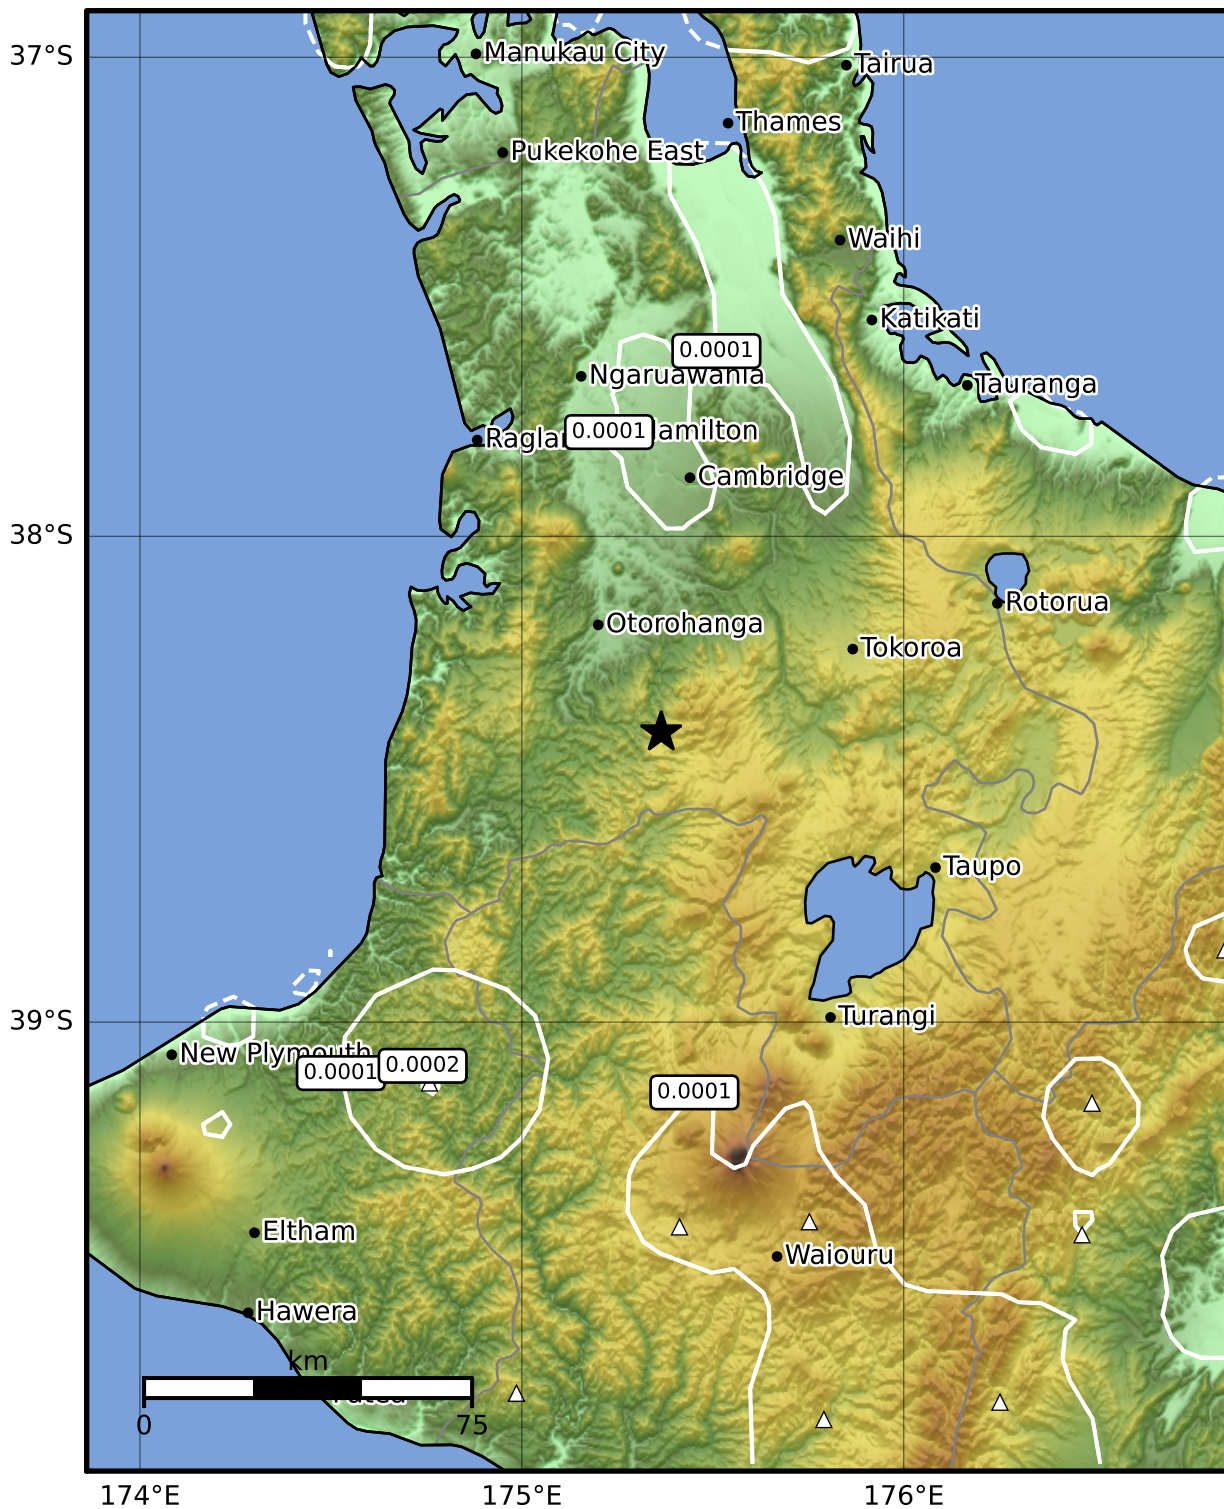 37°S
Manukau City
Tairua
Thames
Pukekohe East
Waihi
Katikati
0.0001
Ngaruawahia
Tauranga
0.0001
Cambridge
38°S
Rotorua
Otorohanga
Tokoroa
Taupo
39°S
Turangi
New Plymouth
0.0001
0.0002
0.0001
Eltham
Waiouru
Hawera
km
0
75
174°E
175°E
176°E